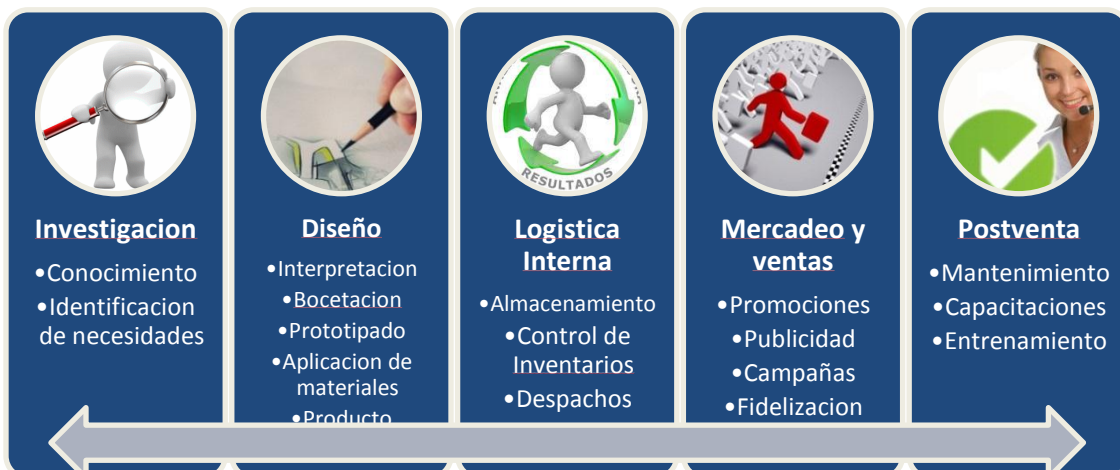 Investigacion
•Conocimiento
•Identificacion
de necesidades
Diseño
•Interpretacion
•Bocetacion
•Prototipado
•Aplicacion de
materiales
•Producto
RESULTADOS
Logistica
Interna
•Almacenamiento
•Control de
Inventarios
•Despachos
Mercadeo y
ventas
•Promociones
•Publicidad
•Campañas
•Fidelizacion
Postventa
•Mantenimiento
•Capacitaciones
•Entrenamiento